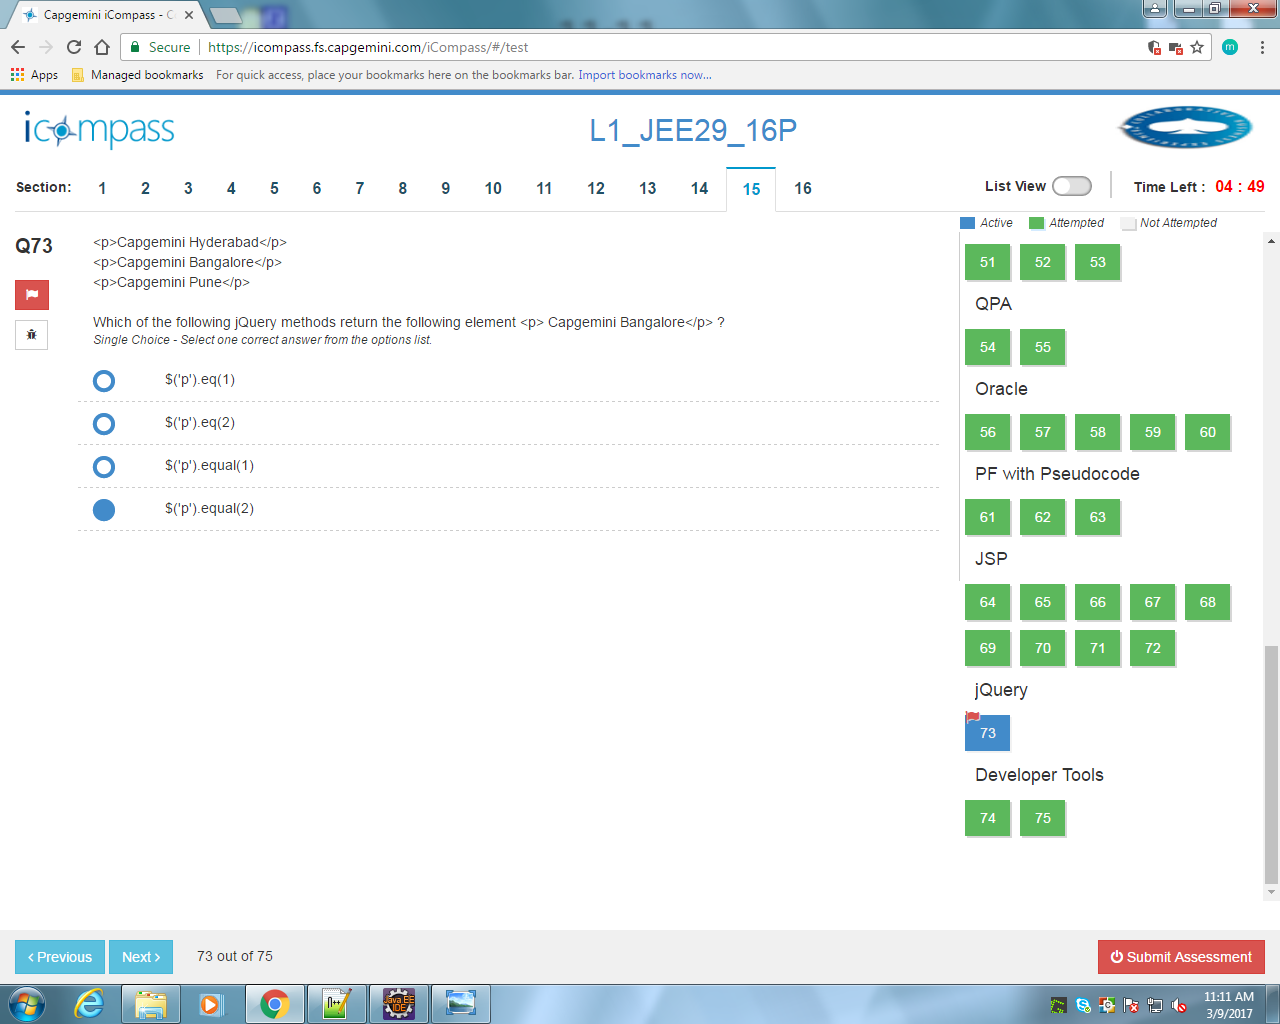 Capgemini iCompass - C
Secure
https://icompass.fs.capgemini.com/iCompass/#/test
m
Apps
Managed bookmarks
For quick access, place your bookmarks here on the bookmarks bar. Import bookmarks now...
icompass
L1_JEE29_16P
Section: 1 2 3 4 5 6 7 8 9 10 11 12 13 14 15 16
List View
Time Left : 04 : 49
Active Attempted Not Attempted
Q73
<p>Capgemini Hyderabad</p>
<p>Capgemini Bangalore</p>
<p>Capgemini Pune</p>
Which of the following jQuery methods return the following element <p> Capgemini Bangalore</p> ?
Single Choice - Select one correct answer from the options list.
$('p').eq(1)
$('p').eq(2)
$('p').equal(1)
$('p').equal(2)
51 52 53
QPA
54 55
Oracle
56 57 58 59 60
PF with Pseudocode
61 62 63
JSP
64 65 66 67 68
69 70 71 72
jQuery
73
Developer Tools
74 75
‹ Previous
Next ›
73 out of 75
Submit Assessment
n++
Java EE
IDE
11:11 AM
3/9/2017